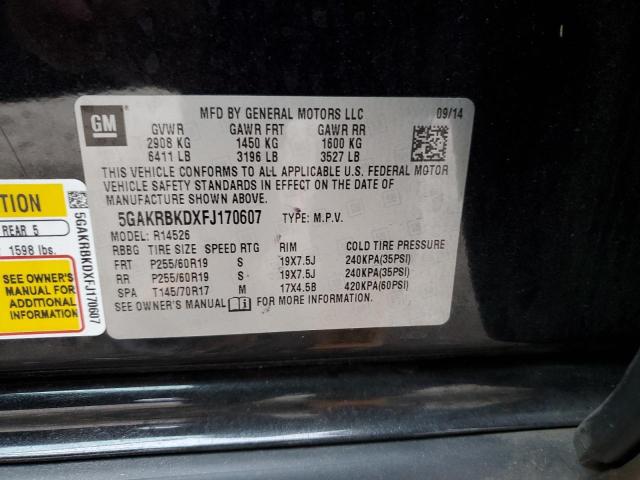 GM
MFD BY GENERAL MOTORS LLC 09/14
GVWR GAWR FRT GAWR RR
2908 KG 1450 KG 1600 KG
6411 LB 3196 LB 3527 LB
THIS VEHICLE CONFORMS TO ALL APPLICABLE U.S. FEDERAL MOTOR
VEHICLE SAFETY STANDARDS IN EFFECT ON THE DATE OF
MANUFACTURE SHOWN ABOVE.
5GAKRBKDXFJ170607 TYPE: M.P.V.
MODEL: R14526
RBBG TIRE SIZE SPEED RTG RIM COLD TIRE PRESSURE
FRT P255/60R19 S 19X7.5J 240KPA(35PSI)
RR P255/60R19 S 19X7.5J 240KPA(35PSI)
SPA T145/70R17 M 17X4.5B 420KPA(60PSI)
SEE OWNER'S MANUAL FOR MORE INFORMATION
REAR 5
1598 lbs.
SEE OWNER'S
MANUAL FOR
ADDITIONAL
INFORMATION
5GAKRBKDXFJ170607